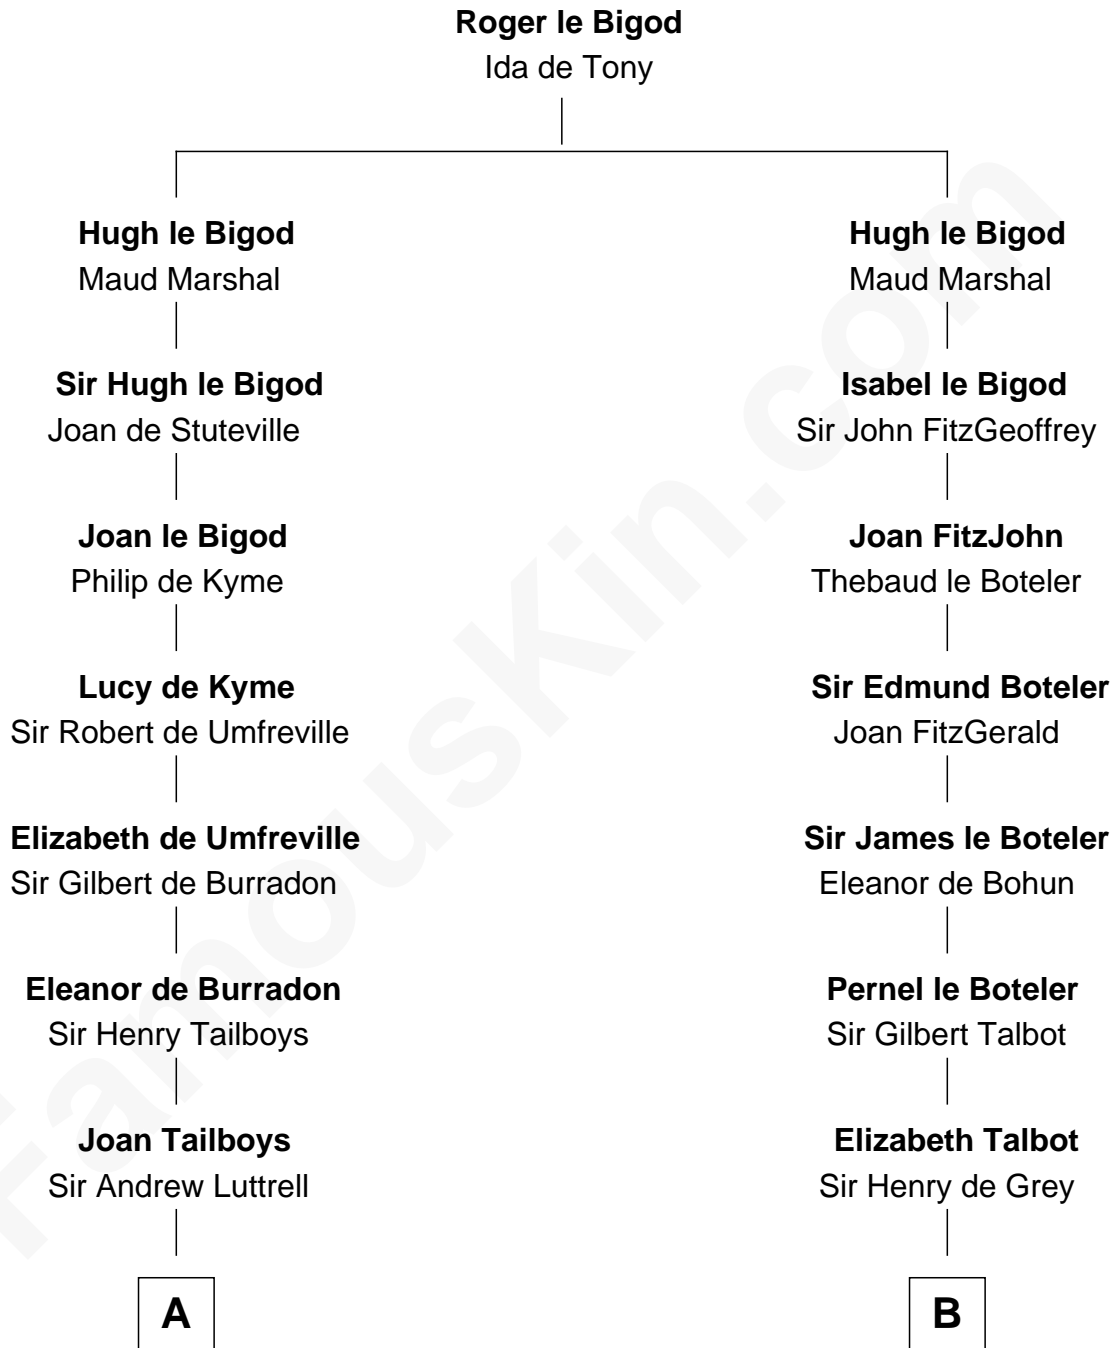 Roger le Bigod
Ida de Tony
Hugh le Bigod
Maud Marshal
Hugh le Bigod
Maud Marshal
Sir Hugh le Bigod
Joan de Stuteville
Isabel le Bigod
Sir John FitzGeoffrey
Joan le Bigod
Philip de Kyme
Joan FitzJohn
Thebaud le Boteler
Lucy de Kyme
Sir Robert de Umfreville
Sir Edmund Boteler
Joan FitzGerald
Elizabeth de Umfreville
Sir Gilbert de Burradon
Sir James le Boteler
Eleanor de Bohun
Eleanor de Burradon
Sir Henry Tailboys
Pernel le Boteler
Sir Gilbert Talbot
Joan Tailboys
Sir Andrew Luttrell
Elizabeth Talbot
Sir Henry de Grey
A
B
FamousKin.com